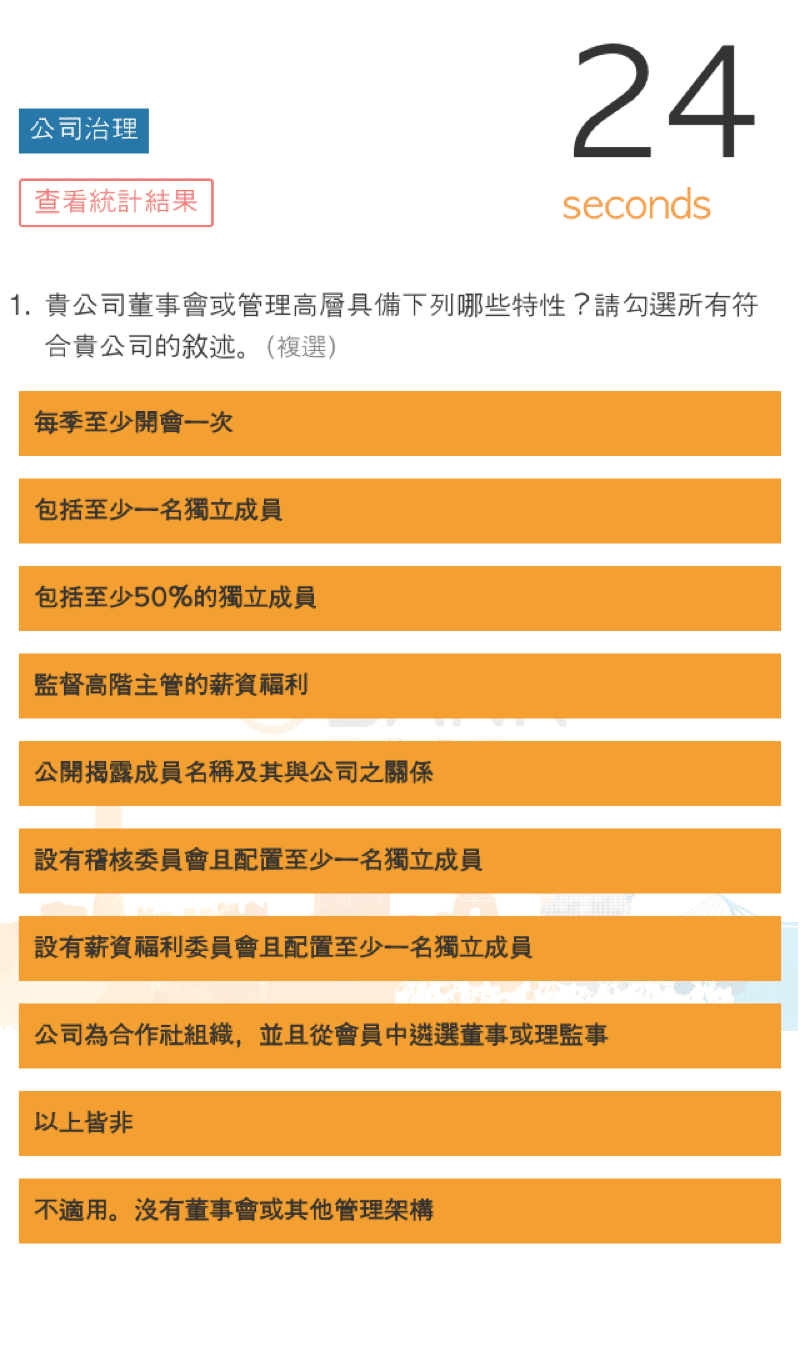 24
公司治理
seconds
查看統計結果
1. 貴公司董事會或管理高層具備下列哪些特性？請勾選所有符
合貴公司的敘述。(複選)
每季至少開會一次
包括至少一名獨立成員
包括至少50%的獨立成員
監督高階主管的薪資福利
公開揭露成員名稱及其與公司之關係
設有稽核委員會且配置至少一名獨立成員
設有薪資福利委員會且配置至少一名獨立成員
公司為合作社組織，並且從會員中遴選董事或理監事
以上皆非
不適用。沒有董事會或其他管理架構